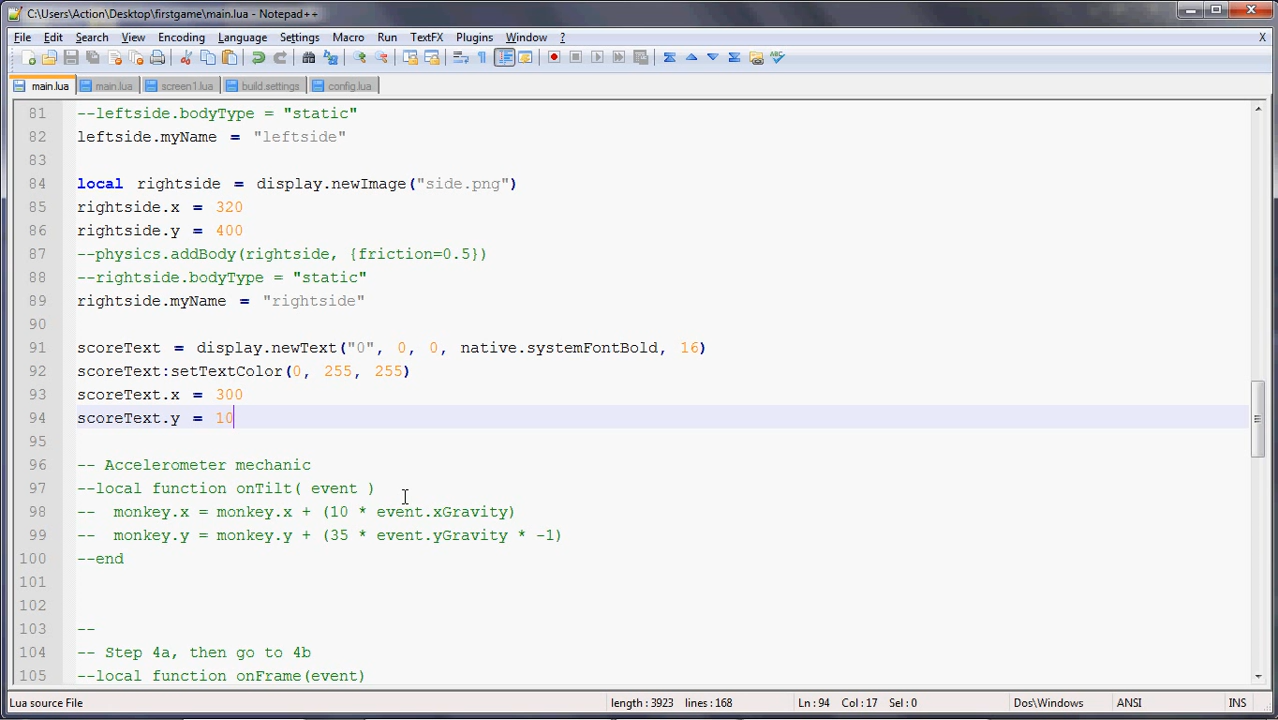 C:\Users\Action\Desktop\firstgame\main.lua - Notepad++
File Edit Search View Encoding Language Settings Macro Run TextFX Plugins Window ? X
main.lua main.lua screen1.lua build.settings config.lua
81 --leftside.bodyType = "static"
82 leftside.myName = "leftside"
83
84 local rightside = display.newImage("side.png")
85 rightside.x = 320
86 rightside.y = 400
87 --physics.addBody(rightside, {friction=0.5})
88 --rightside.bodyType = "static"
89 rightside.myName = "rightside"
90
91 scoreText = display.newText("0", 0, 0, native.systemFontBold, 16)
92 scoreText:setTextColor(0, 255, 255)
93 scoreText.x = 300
94 scoreText.y = 10
95
96 -- Accelerometer mechanic
97 --local function onTilt( event )
98 --  monkey.x = monkey.x + (10 * event.xGravity)
99 --  monkey.y = monkey.y + (35 * event.yGravity * -1)
100 --end
101
102
103 --
104 -- Step 4a, then go to 4b
105 --local function onFrame(event)
Lua source File length : 3923 lines : 168 Ln : 94 Col : 17 Sel : 0 Dos\Windows ANSI INS